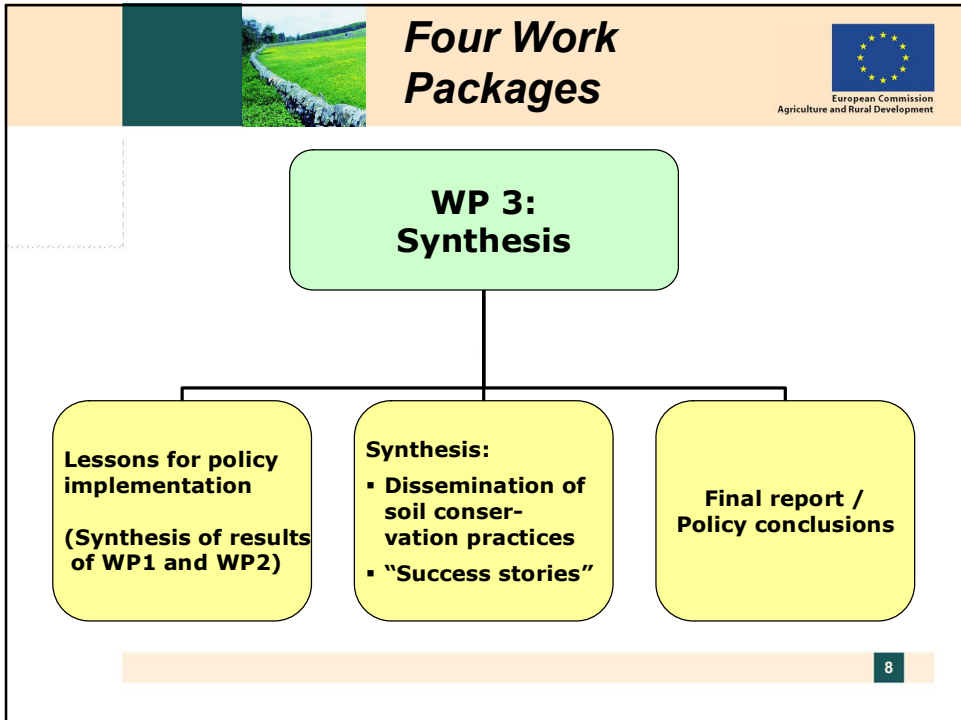 Four Work
Packages
European Commission
Agriculture and Rural Development
WP 3:
Synthesis
Lessons for policy
implementation
(Synthesis of results
of WP1 and WP2)
Synthesis:
▪ Dissemination of
soil conser-
vation practices
▪ “Success stories”
Final report /
Policy conclusions
8